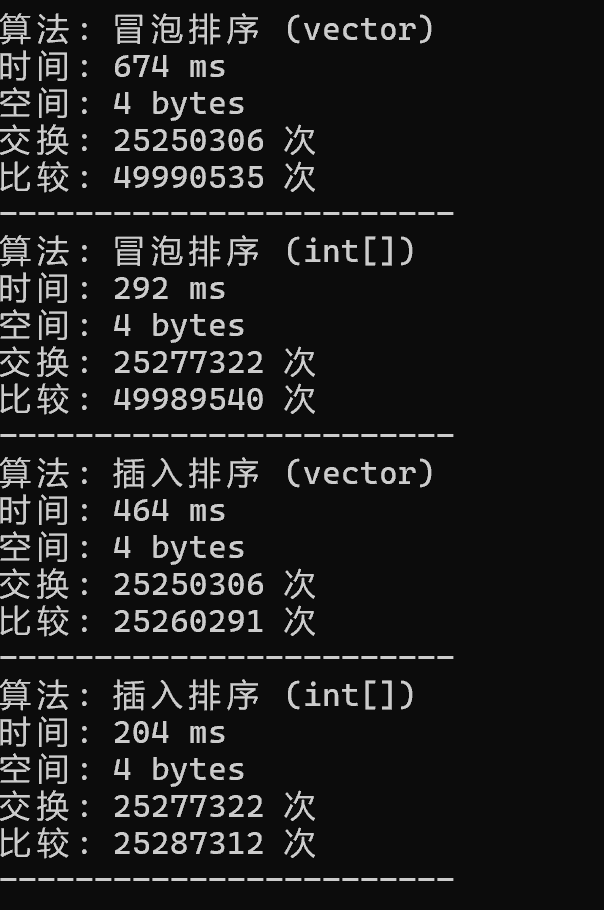 算法: 冒泡排序 (vector)
时间: 674 ms
空间: 4 bytes
交换: 25250306 次
比较: 49990535 次
------------------------
算法: 冒泡排序 (int[])
时间: 292 ms
空间: 4 bytes
交换: 25277322 次
比较: 49989540 次
------------------------
算法: 插入排序 (vector)
时间: 464 ms
空间: 4 bytes
交换: 25250306 次
比较: 25260291 次
------------------------
算法: 插入排序 (int[])
时间: 204 ms
空间: 4 bytes
交换: 25277322 次
比较: 25287312 次
------------------------